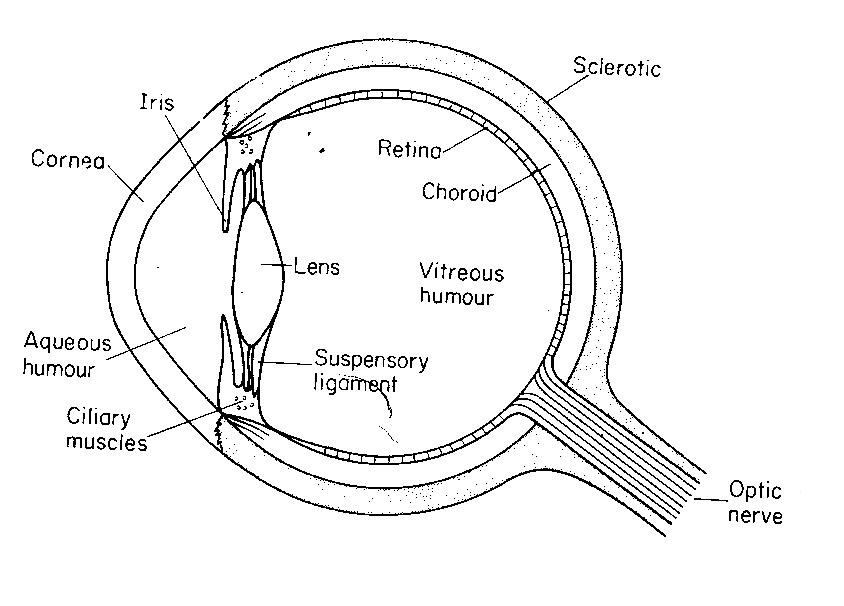 Sclerotic
Iris
Retina
Cornea
Choroid
Lens
Vitreous
humour
Aqueous
humour
Suspensory
ligament
Ciliary
muscles
Optic
nerve